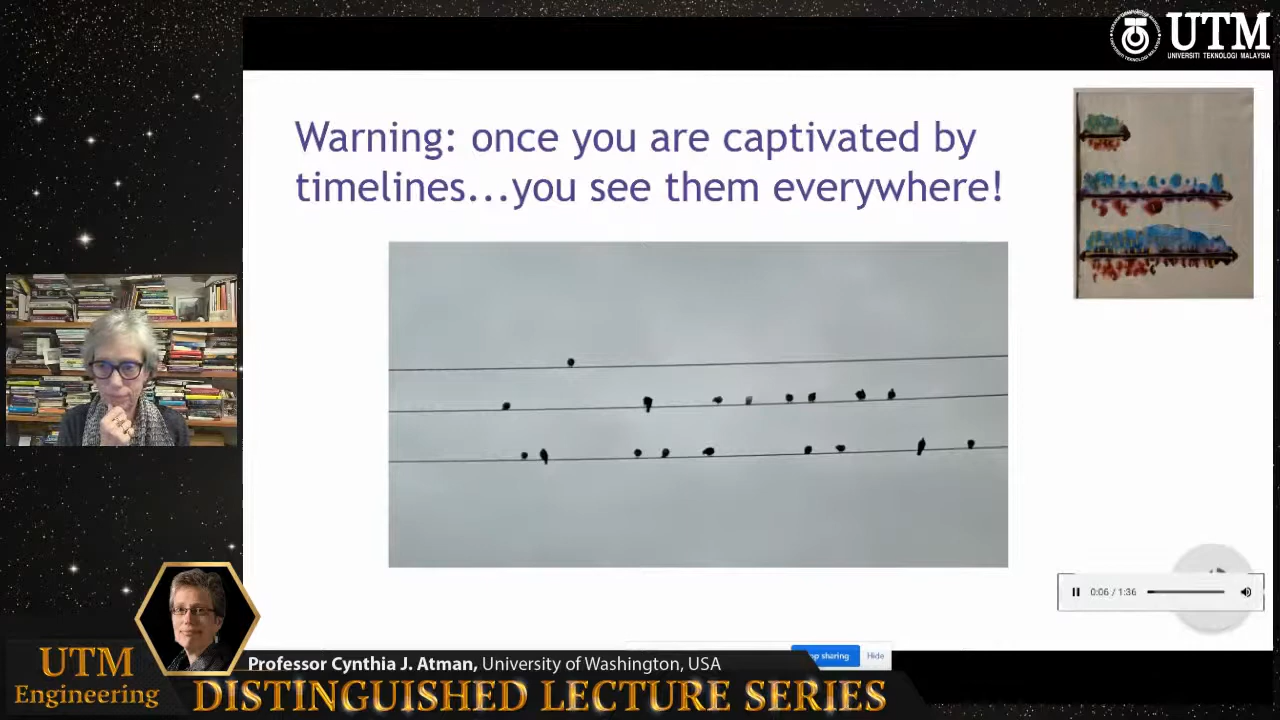 UTM
UNIVERSITI TEKNOLOGI MALAYSIA
Warning: once you are captivated by
timelines...you see them everywhere!
0:06 / 1:36
sharing Hide
Professor Cynthia J. Atman, University of Washington, USA
UTM
Engineering
DISTINGUISHED LECTURE SERIES